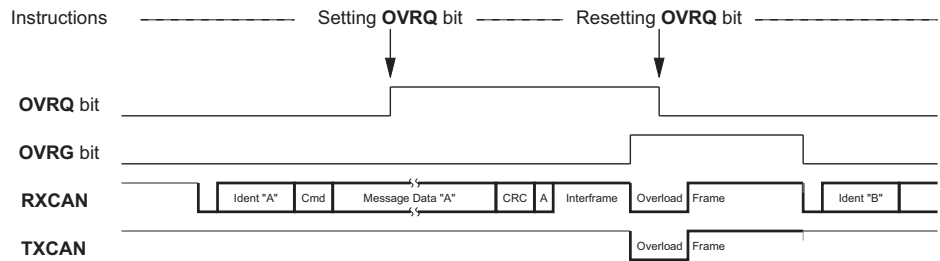 Instructions Setting OVRQ bit Resetting OVRQ bit
OVRQ bit
OVRG bit
RXCAN Ident "A" Cmd Message Data "A" CRC A Interframe Overload Frame Ident "B"
TXCAN Overload Frame